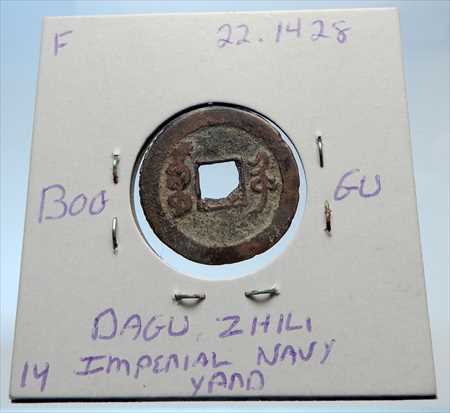 F 22.1428
BOO GU
DAGU, ZHILI
14 IMPERIAL NAVY
YARD